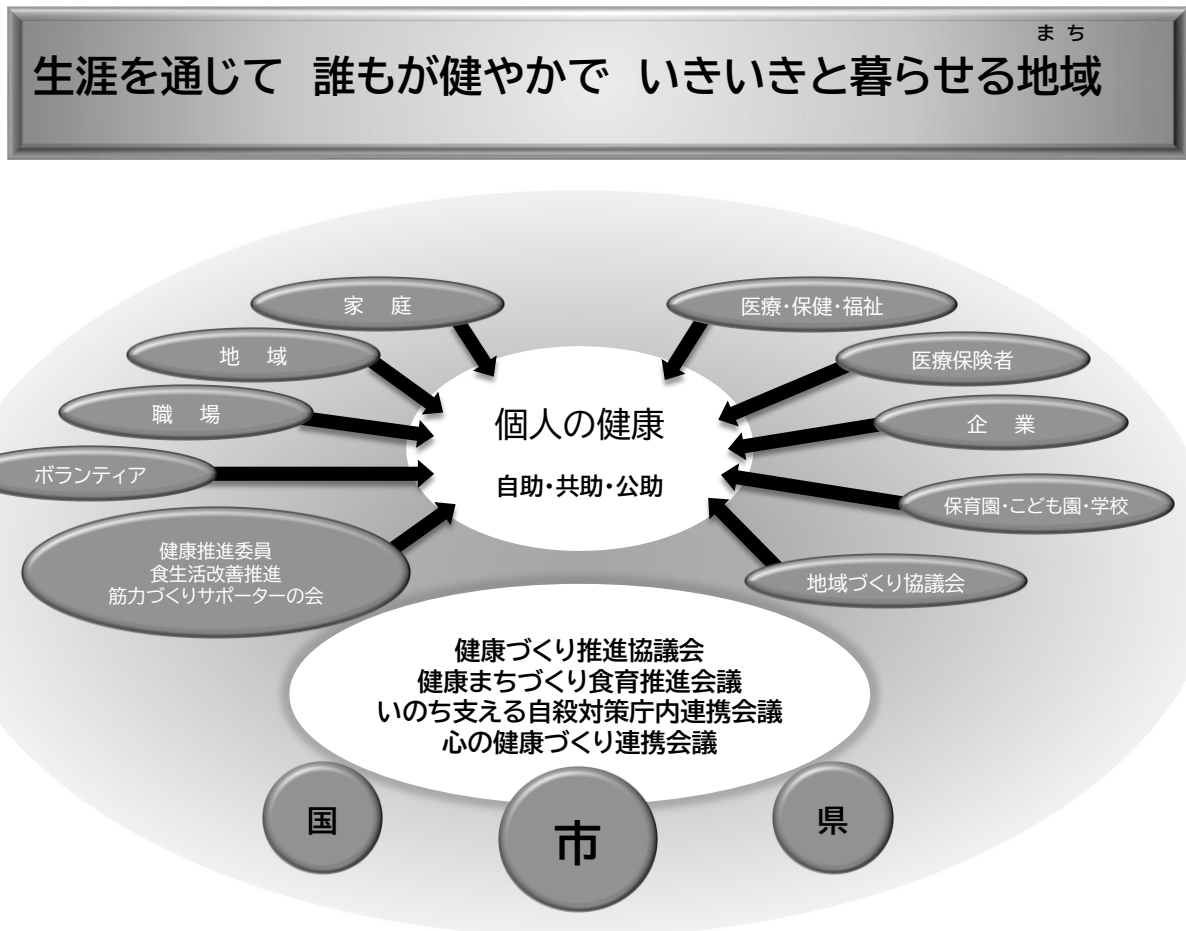 まち
生涯を通じて 誰もが健やかで いきいきと暮らせる地域
家 庭
地 域
職 場
ボランティア
健康推進委員
食生活改善推進
筋力づくりサポーターの会
医療・保健・福祉
医療保険者
企 業
保育園・こども園・学校
地域づくり協議会
個人の健康
自助・共助・公助
健康づくり推進協議会
健康まちづくり食育推進会議
いのち支える自殺対策庁内連携会議
心の健康づくり連携会議
国
市
県